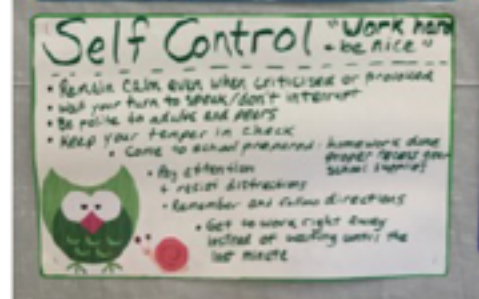 Self Control "Work hard
- be nice"
• Remain calm even when criticised or provoked
• Wait your turn to speak/don't interrupt
• Be polite to adults and peers
• Keep your temper in check
• Come to school prepared - homework done
proper
school supplies
• Pay attention
+ resist distractions
• Remember and follow directions
• Get to work right away
instead of waiting until the
last minute